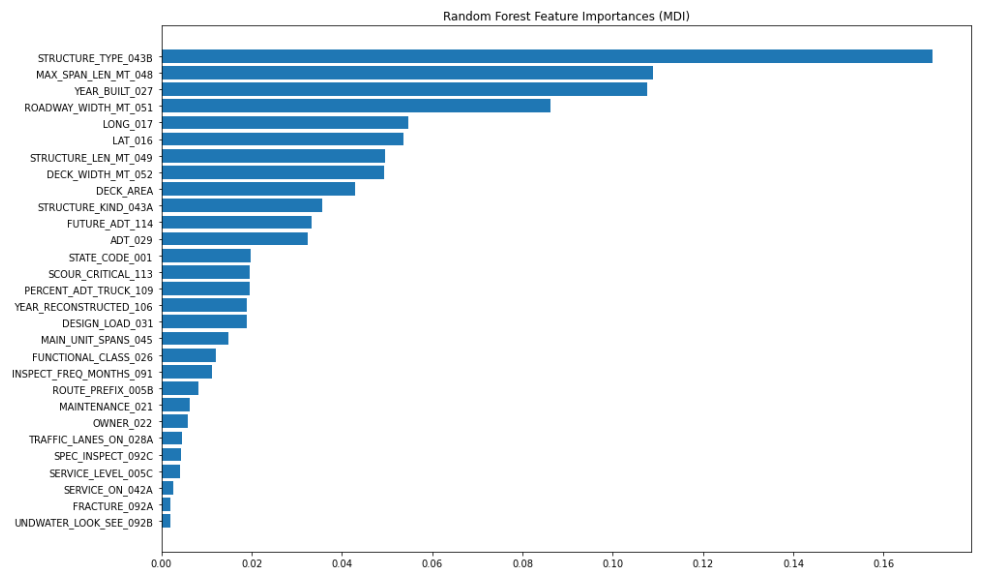 Random Forest Feature Importances (MDI)
STRUCTURE_TYPE_043B
MAX_SPAN_LEN_MT_048
YEAR_BUILT_027
ROADWAY_WIDTH_MT_051
LONG_017
LAT_016
STRUCTURE_LEN_MT_049
DECK_WIDTH_MT_052
DECK_AREA
STRUCTURE_KIND_043A
FUTURE_ADT_114
ADT_029
STATE_CODE_001
SCOUR_CRITICAL_113
PERCENT_ADT_TRUCK_109
YEAR_RECONSTRUCTED_106
DESIGN_LOAD_031
MAIN_UNIT_SPANS_045
FUNCTIONAL_CLASS_026
INSPECT_FREQ_MONTHS_091
ROUTE_PREFIX_005B
MAINTENANCE_021
OWNER_022
TRAFFIC_LANES_ON_028A
SPEC_INSPECT_092C
SERVICE_LEVEL_005C
SERVICE_ON_042A
FRACTURE_092A
UNDWATER_LOOK_SEE_092B
0.00 0.02 0.04 0.06 0.08 0.10 0.12 0.14 0.16